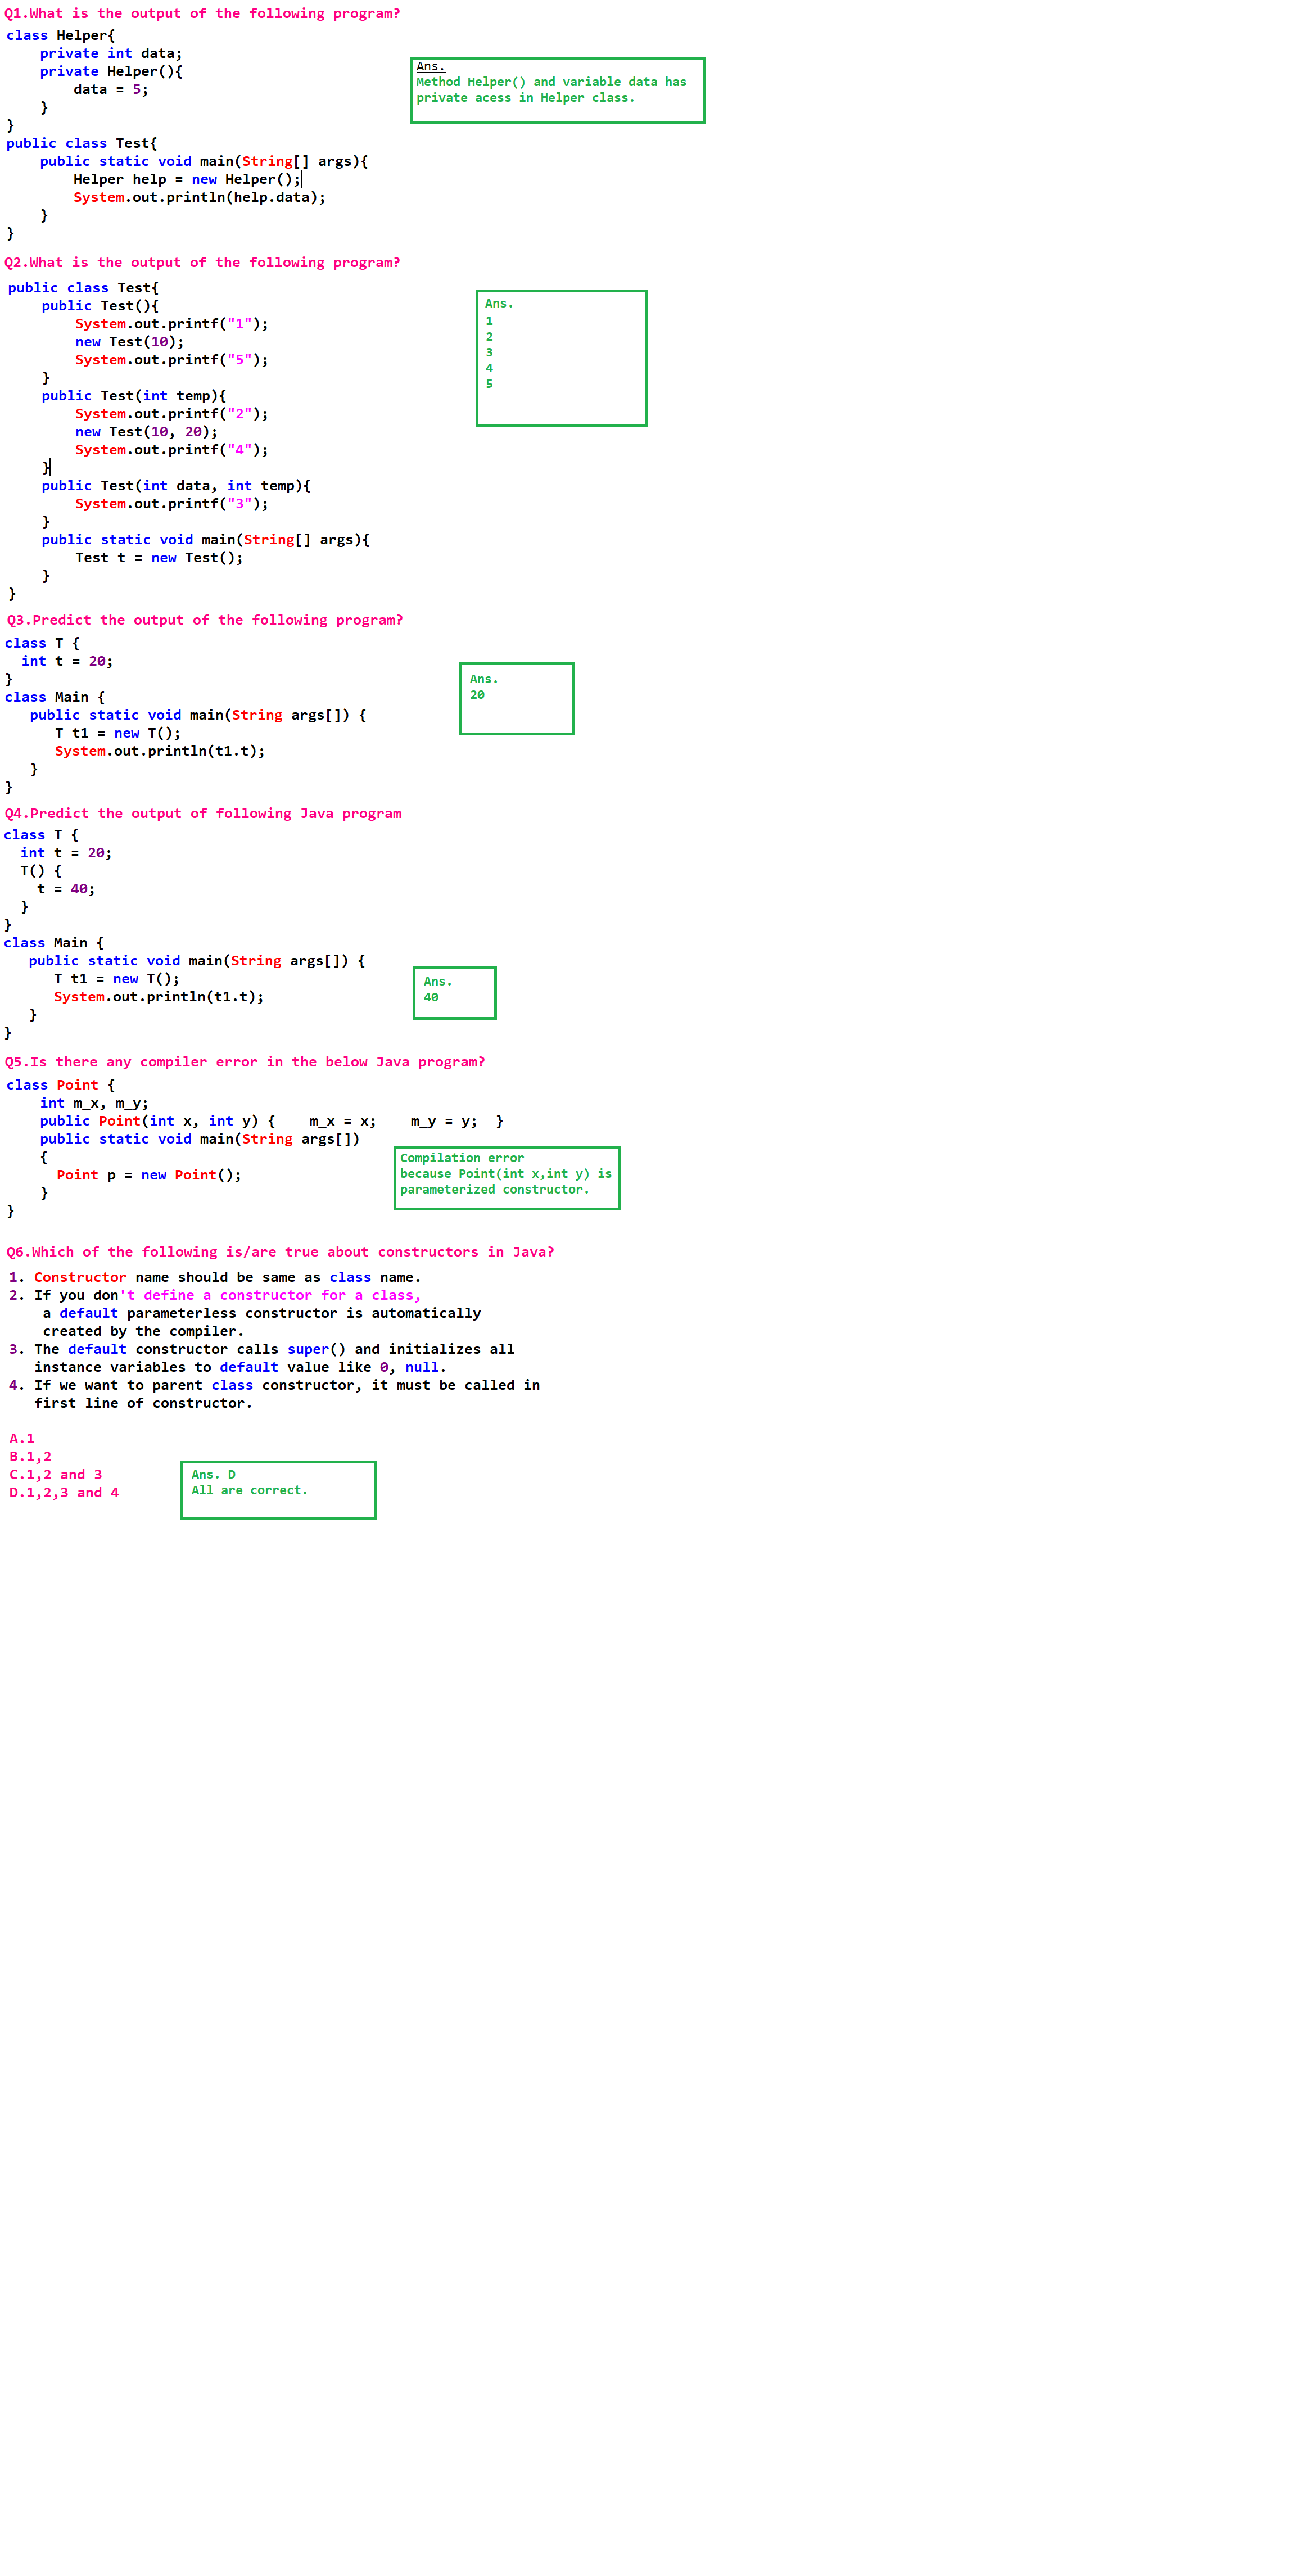 Q1.What is the output of the following program?
class Helper{
    private int data;
    private Helper(){
        data = 5;
    }
}
public class Test{
    public static void main(String[] args){
        Helper help = new Helper();
        System.out.println(help.data);
    }
}
Ans.
Method Helper() and variable data has
private acess in Helper class.
Q2.What is the output of the following program?
public class Test{
    public Test(){
        System.out.printf("1");
        new Test(10);
        System.out.printf("5");
    }
    public Test(int temp){
        System.out.printf("2");
        new Test(10, 20);
        System.out.printf("4");
    }
    public Test(int data, int temp){
        System.out.printf("3");
    }
    public static void main(String[] args){
        Test t = new Test();
    }
}
Ans.
1
2
3
4
5
Q3.Predict the output of the following program?
class T {
  int t = 20;
}
class Main {
   public static void main(String args[]) {
      T t1 = new T();
      System.out.println(t1.t);
   }
}
Ans.
20
Q4.Predict the output of following Java program
class T {
  int t = 20;
  T() {
    t = 40;
  }
}
class Main {
   public static void main(String args[]) {
      T t1 = new T();
      System.out.println(t1.t);
   }
}
Ans.
40
Q5.Is there any compiler error in the below Java program?
class Point {
    int m_x, m_y;
    public Point(int x, int y) {    m_x = x;    m_y = y;  }
    public static void main(String args[])
    {
      Point p = new Point();
    }
}
Compilation error
because Point(int x,int y) is
parameterized constructor.
Q6.Which of the following is/are true about constructors in Java?
1. Constructor name should be same as class name.
2. If you don't define a constructor for a class,
    a default parameterless constructor is automatically
    created by the compiler.
3. The default constructor calls super() and initializes all
   instance variables to default value like 0, null.
4. If we want to parent class constructor, it must be called in
   first line of constructor.
A.1
B.1,2
C.1,2 and 3
D.1,2,3 and 4
Ans. D
All are correct.